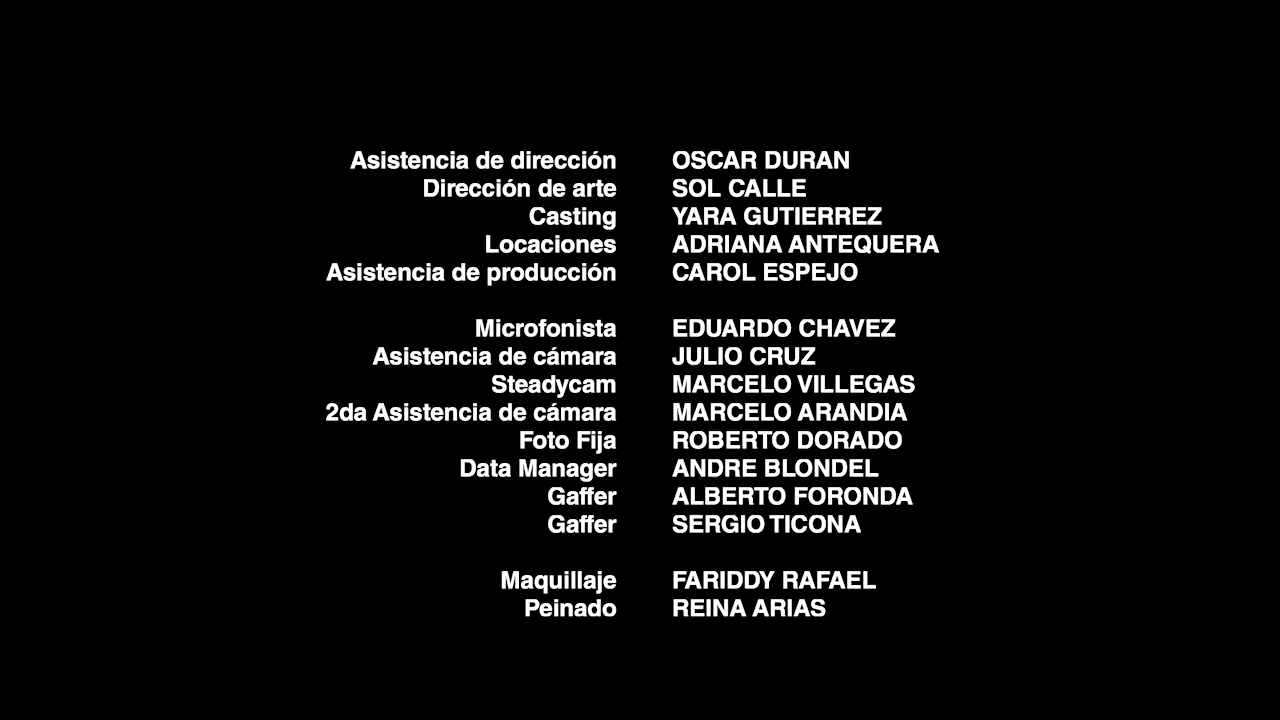 Asistencia de dirección OSCAR DURAN
Dirección de arte SOL CALLE
Casting YARA GUTIERREZ
Locaciones ADRIANA ANTEQUERA
Asistencia de producción CAROL ESPEJO
Microfonista EDUARDO CHAVEZ
Asistencia de cámara JULIO CRUZ
Steadycam MARCELO VILLEGAS
2da Asistencia de cámara MARCELO ARANDIA
Foto Fija ROBERTO DORADO
Data Manager ANDRE BLONDEL
Gaffer ALBERTO FORONDA
Gaffer SERGIO TICONA
Maquillaje FARIDDY RAFAEL
Peinado REINA ARIAS